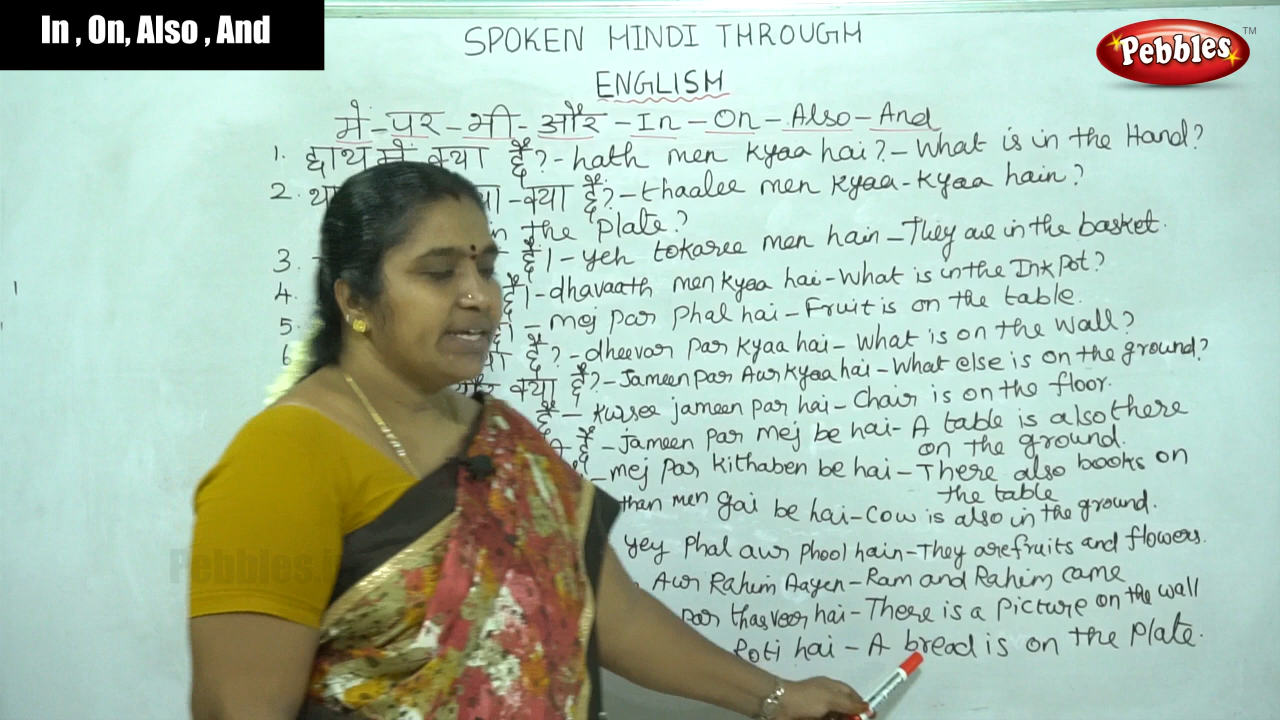 In , On, Also , And
Pebbles TM
SPOKEN HINDI THROUGH
ENGLISM
में - पर - भी - और - In - On - Also - And
1. हाथ में क्या है? - hath men kyaa hai? - What is in the Hand?
2. था -क्या है? - thaalee men kyaa-kyaa hain?
in the plate?
3. है। - yeh tokaree men hain - They are in the basket.
4. है। - dhavaath men kyaa hai - What is in the Ink pot?
5. - mej par phal hai - Fruit is on the table.
6 है? - dheevar par kyaa hai - What is on the wall?
और क्या है? - Jameen par Aur kyaa hai - What else is on the ground?
है - kursee jameen par hai - Chair is on the floor.
है - Jameen par mej be hai - A table is also there
on the ground.
- mej par kithaben be hai - There also books on
the table
than men gai be hai - Cow is also in the ground.
yey phal aur phool hain - They are fruits and flowers.
Aur Rahim Aayen - Ram and Rahim came
par thasveer hai - There is a picture on the wall
Roti hai - A bread is on the plate.
Pebbles